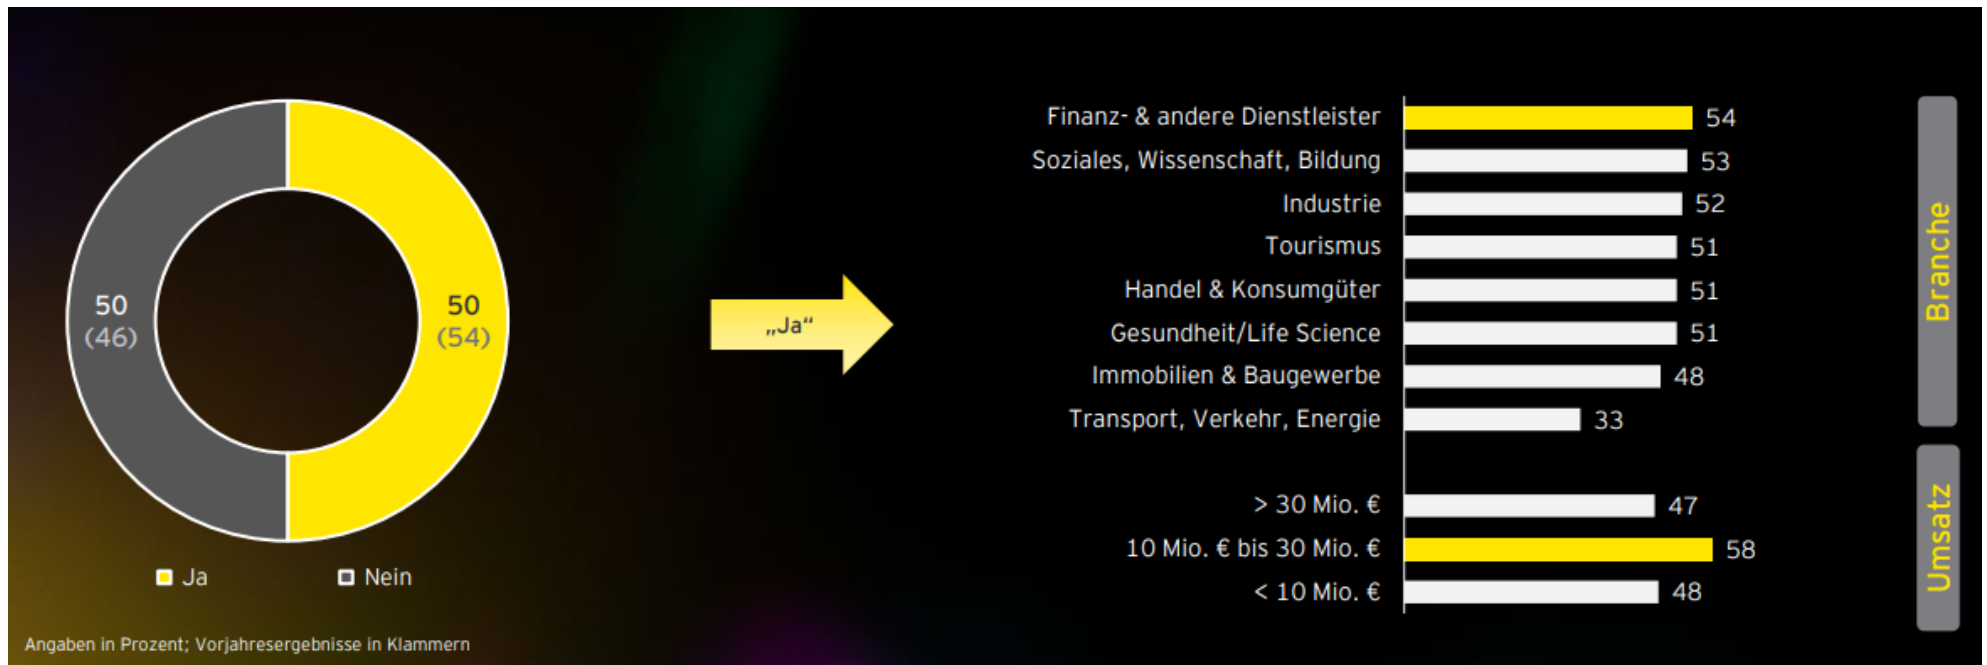 50
(46)
50
(54)
Ja
Nein
„Ja“
Finanz- & andere Dienstleister 54
Soziales, Wissenschaft, Bildung 53
Industrie 52
Tourismus 51
Handel & Konsumgüter 51
Gesundheit/Life Science 51
Immobilien & Baugewerbe 48
Transport, Verkehr, Energie 33
Branche
> 30 Mio. € 47
10 Mio. € bis 30 Mio. € 58
< 10 Mio. € 48
Umsatz
Angaben in Prozent; Vorjahresergebnisse in Klammern